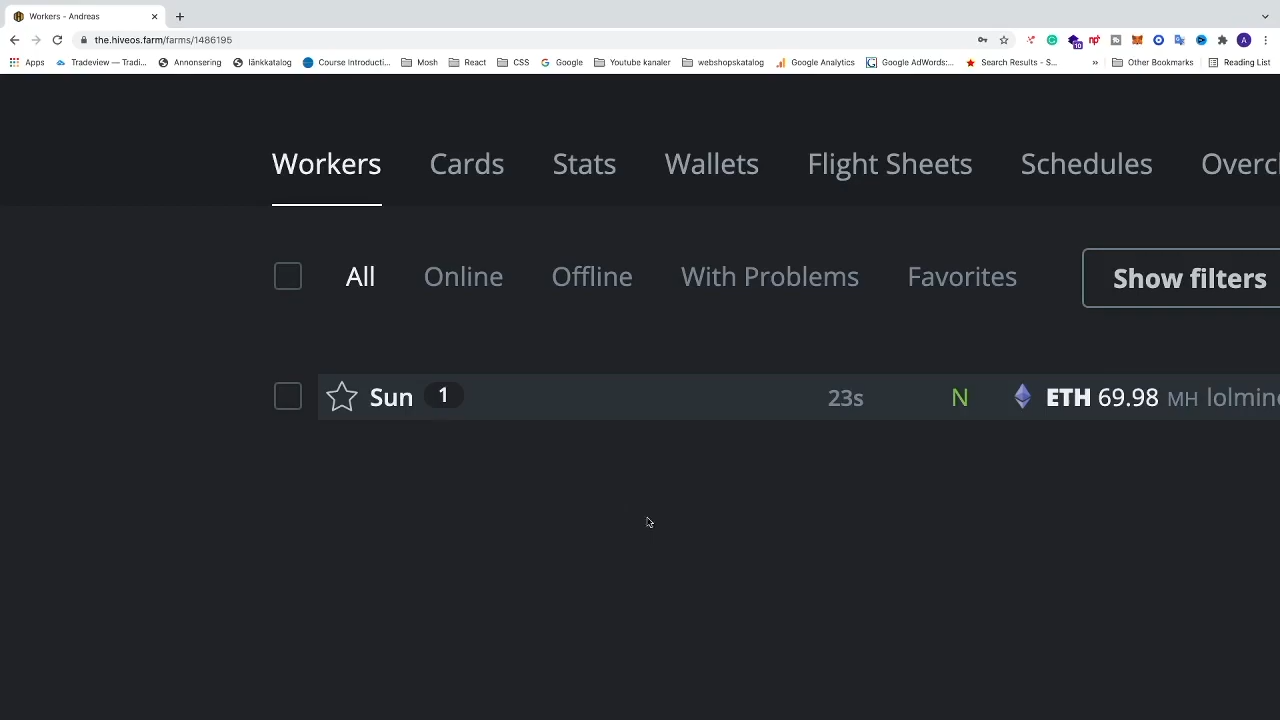 Workers - Andreas
the.hiveos.farm/farms/1486195
10
A
Apps
Tradeview — Tradi...
Annonsering
länkkatalog
Course Introducti...
Mosh
React
CSS
Google
Youtube kanaler
webshopskatalog
Google Analytics
Google AdWords:...
Search Results - S...
»
Other Bookmarks
Reading List
Workers Cards Stats Wallets Flight Sheets Schedules Overc
All Online Offline With Problems Favorites Show filters
Sun 1 23s N ETH 69.98 MH lolmine